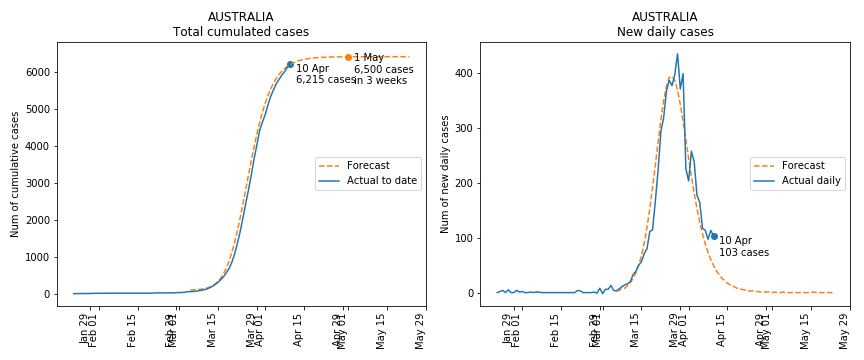 AUSTRALIA
Total cumulated cases
Num of cumulative cases
6000
5000
4000
3000
2000
1000
0
10 Apr
6,215 cases
1 May
6,500 cases
in 3 weeks
Forecast
Actual to date
Jan 29
Feb 01
Feb 15
Feb 29
Mar 01
Mar 15
Mar 29
Apr 01
Apr 15
Apr 29
May 01
May 15
May 29
AUSTRALIA
New daily cases
Num of new daily cases
400
300
200
100
0
10 Apr
103 cases
Forecast
Actual daily
Jan 29
Feb 01
Feb 15
Feb 29
Mar 01
Mar 15
Mar 29
Apr 01
Apr 15
Apr 29
May 01
May 15
May 29